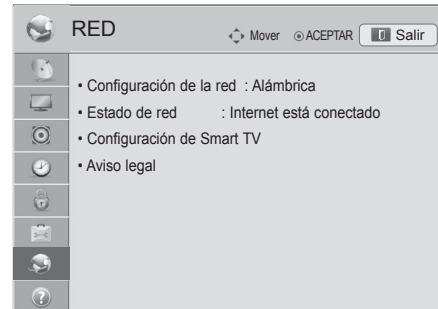 RED
Mover ACEPTAR Salir
• Configuración de la red : Alámbrica
• Estado de red : Internet está conectado
• Configuración de Smart TV
• Aviso legal
?